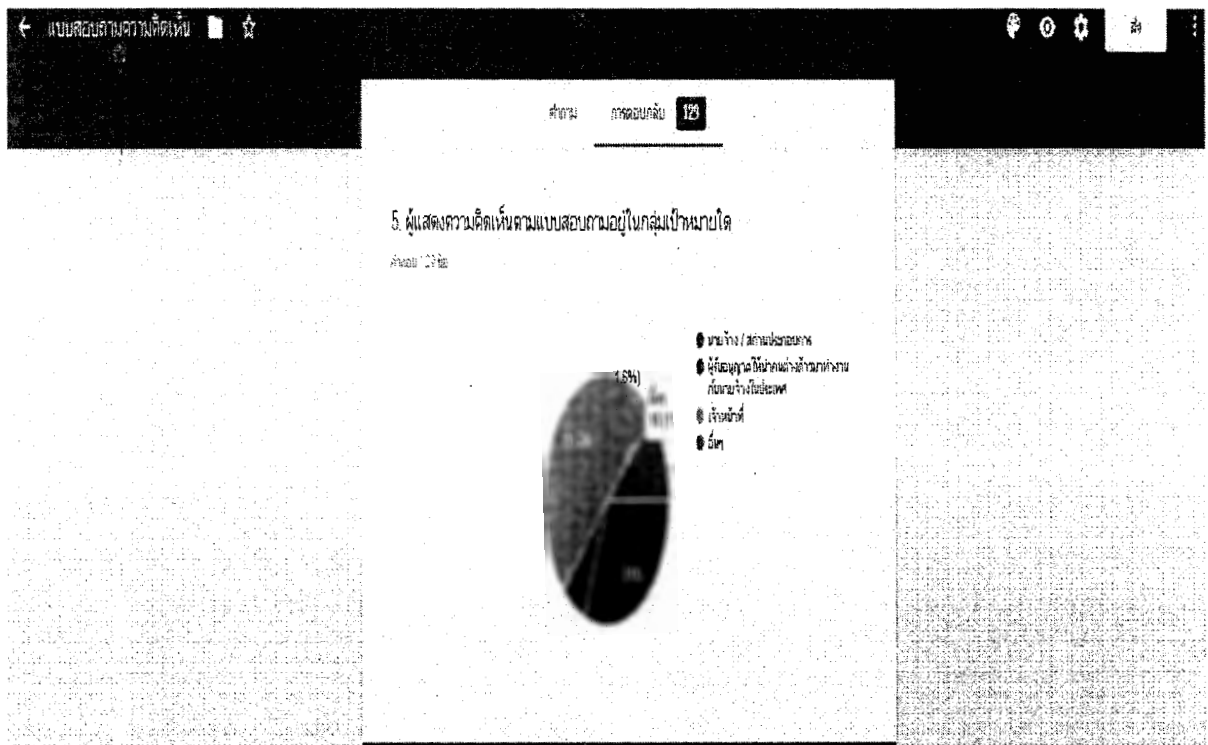 แบบสอบถามความคิดเห็น
ส่ง
คำถาม การตอบกลับ 129
5. ผู้แสดงความคิดเห็นตามแบบสอบถามอยู่ในกลุ่มเป้าหมายใด
นายจ้าง / สถานประกอบการ
ผู้รับอนุญาตให้นำคนต่างด้าวมาทำงาน
กับนายจ้างในประเทศ
เจ้าหน้าที่
อื่นๆ
1.6%)